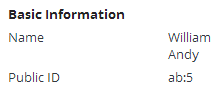 Basic Information
Name William
Andy
Public ID ab:5